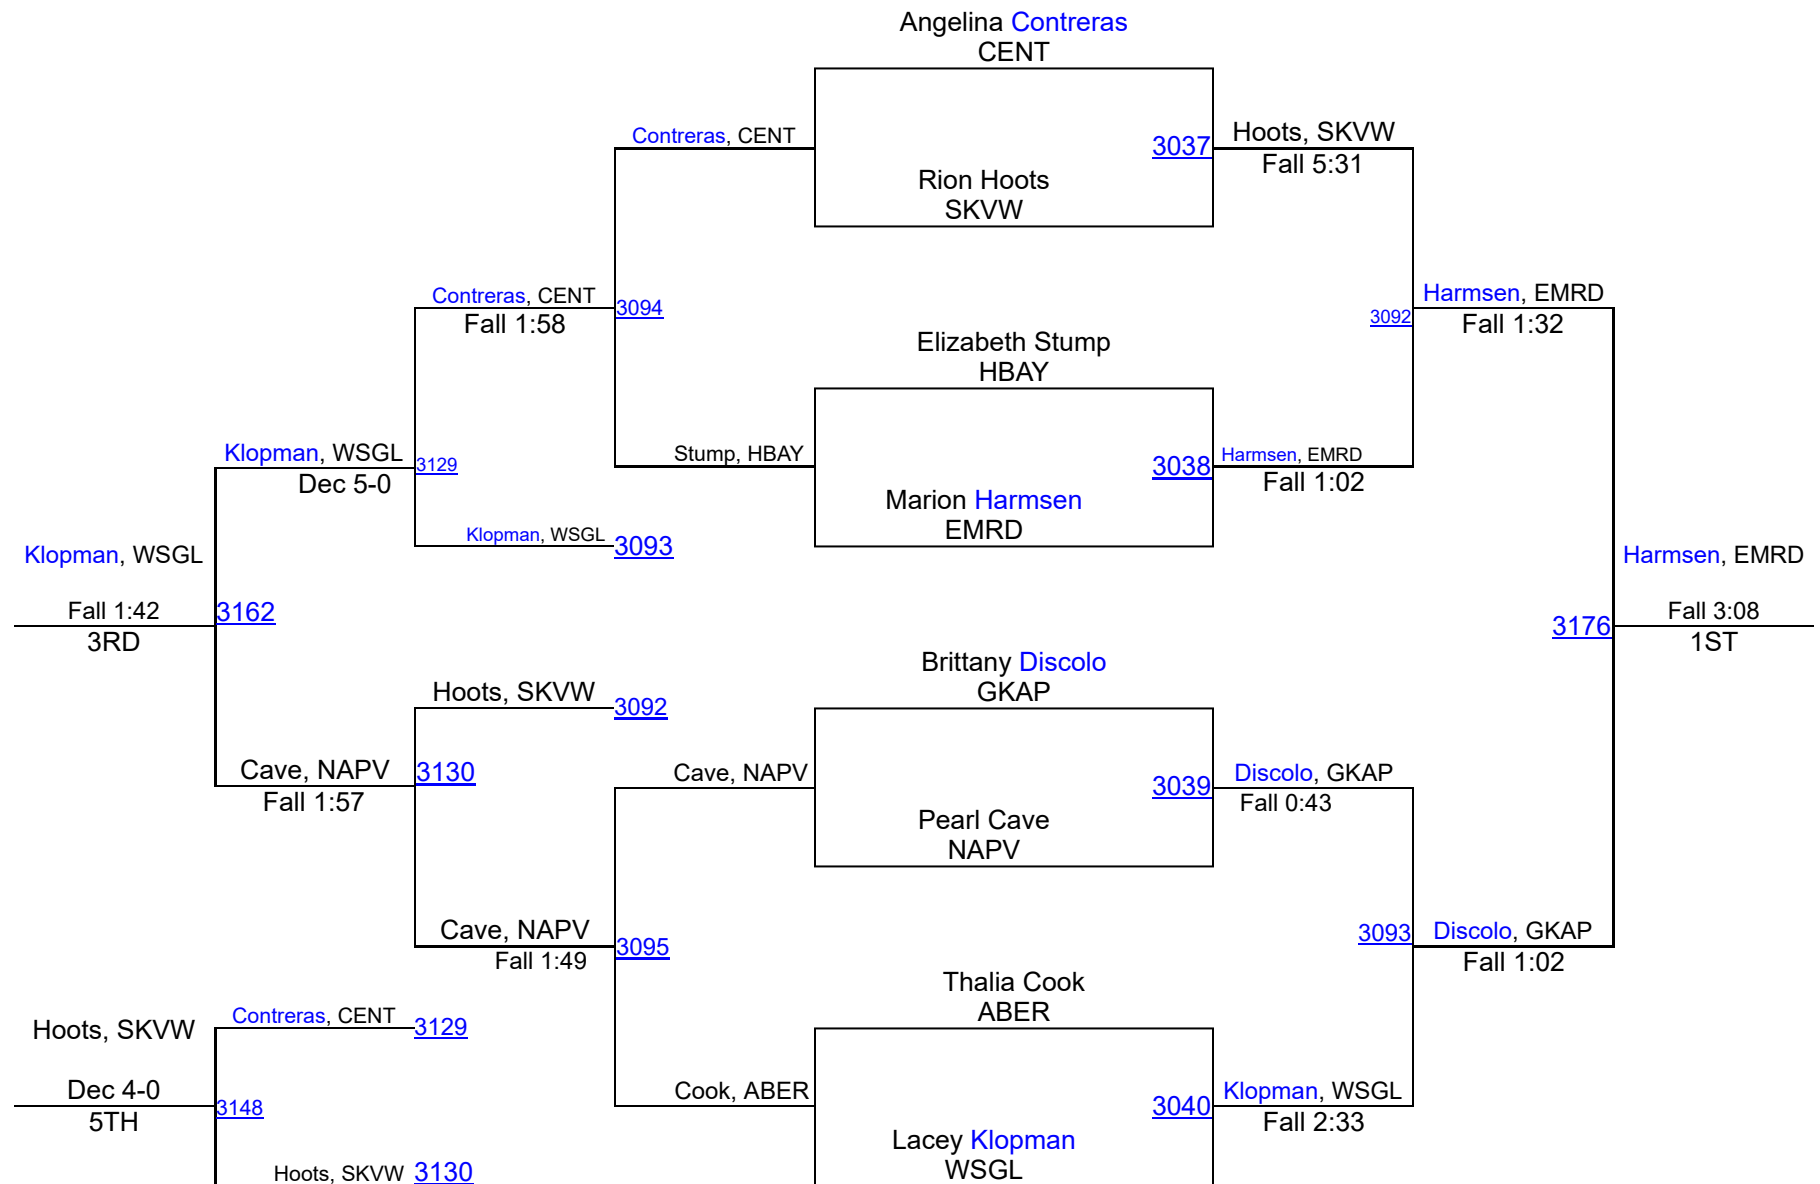 Angelina Contreras
CENT
Contreras, CENT
3037
Hoots, SKVW
Fall 5:31
Rion Hoots
SKVW
Contreras, CENT
Fall 1:58
3094
3092
Harmsen, EMRD
Fall 1:32
Elizabeth Stump
HBAY
Klopman, WSGL
Dec 5-0
3129
Stump, HBAY
3038
Harmsen, EMRD
Fall 1:02
Marion Harmsen
EMRD
Klopman, WSGL
3093
Klopman, WSGL
Fall 1:42
3RD
3162
Harmsen, EMRD
3176
Fall 3:08
1ST
Brittany Discolo
GKAP
Hoots, SKVW
3092
Cave, NAPV
Fall 1:57
3130
Cave, NAPV
3039
Discolo, GKAP
Fall 0:43
Pearl Cave
NAPV
Cave, NAPV
Fall 1:49
3095
3093
Discolo, GKAP
Fall 1:02
Thalia Cook
ABER
Hoots, SKVW
Contreras, CENT
3129
Dec 4-0
5TH
3148
Cook, ABER
3040
Klopman, WSGL
Fall 2:33
Lacey Klopman
WSGL
Hoots, SKVW
3130